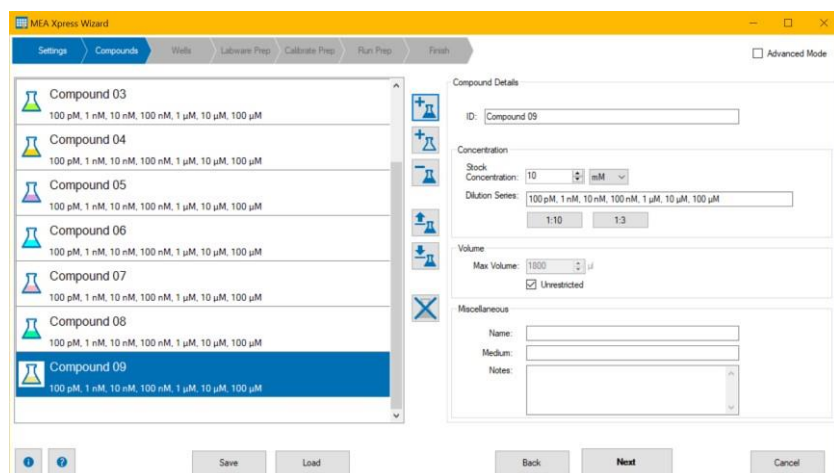 MEA Xpress Wizard
Settings Compounds Wells Labware Prep Calibrate Prep Run Prep Finish
Advanced Mode
Compound 03
100 pM, 1 nM, 10 nM, 100 nM, 1 µM, 10 µM, 100 µM
Compound 04
100 pM, 1 nM, 10 nM, 100 nM, 1 µM, 10 µM, 100 µM
Compound 05
100 pM, 1 nM, 10 nM, 100 nM, 1 µM, 10 µM, 100 µM
Compound 06
100 pM, 1 nM, 10 nM, 100 nM, 1 µM, 10 µM, 100 µM
Compound 07
100 pM, 1 nM, 10 nM, 100 nM, 1 µM, 10 µM, 100 µM
Compound 08
100 pM, 1 nM, 10 nM, 100 nM, 1 µM, 10 µM, 100 µM
Compound 09
100 pM, 1 nM, 10 nM, 100 nM, 1 µM, 10 µM, 100 µM
Compound Details
ID: Compound 09
Concentration
Stock
Concentration: 10 mM
Dilution Series: 100 pM, 1 nM, 10 nM, 100 nM, 1 µM, 10 µM, 100 µM
1:10 1:3
Volume
Max Volume: 1800 µl
Unrestricted
Miscellaneous
Name:
Medium:
Notes:
Save Load Back Next Cancel